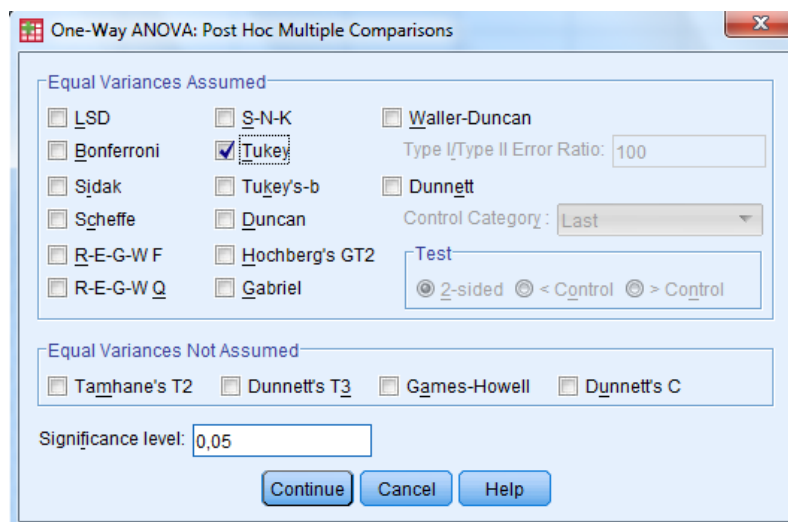 One-Way ANOVA: Post Hoc Multiple Comparisons
Equal Variances Assumed
LSD
S-N-K
Waller-Duncan
Bonferroni
Tukey
Type I/Type II Error Ratio: 100
Sidak
Tukey's-b
Dunnett
Scheffe
Duncan
Control Category : Last
R-E-G-W F
Hochberg's GT2
Test
R-E-G-W Q
Gabriel
2-sided < Control > Control
Equal Variances Not Assumed
Tamhane's T2
Dunnett's T3
Games-Howell
Dunnett's C
Significance level: 0,05
Continue
Cancel
Help